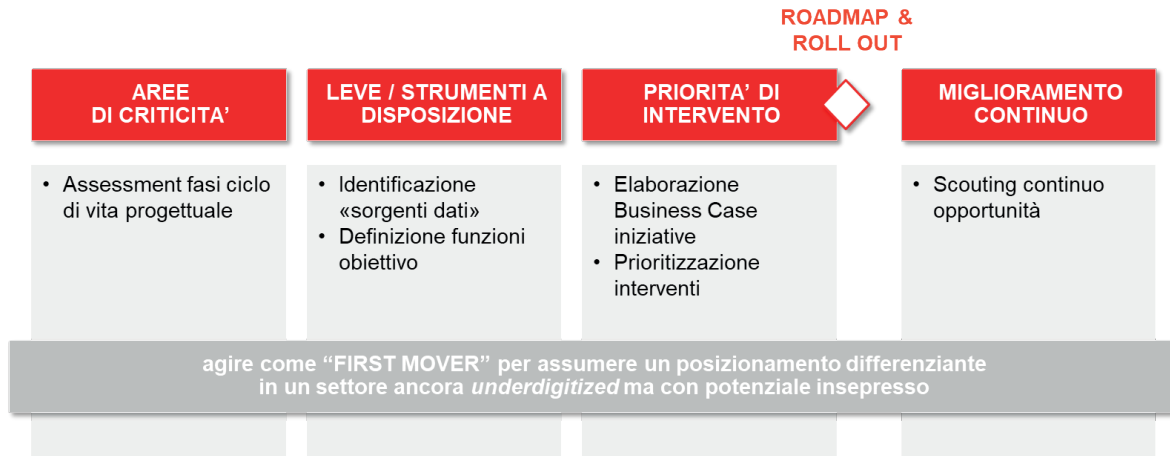 ROADMAP &
ROLL OUT
AREE
DI CRITICITA’
LEVE / STRUMENTI A
DISPOSIZIONE
PRIORITA’ DI
INTERVENTO
MIGLIORAMENTO
CONTINUO
• Assessment fasi ciclo
di vita progettuale
• Identificazione
«sorgenti dati»
• Definizione funzioni
obiettivo
• Elaborazione
Business Case
iniziative
• Prioritizzazione
interventi
• Scouting continuo
opportunità
agire come “FIRST MOVER” per assumere un posizionamento differenziante
in un settore ancora underdigitized ma con potenziale insepresso